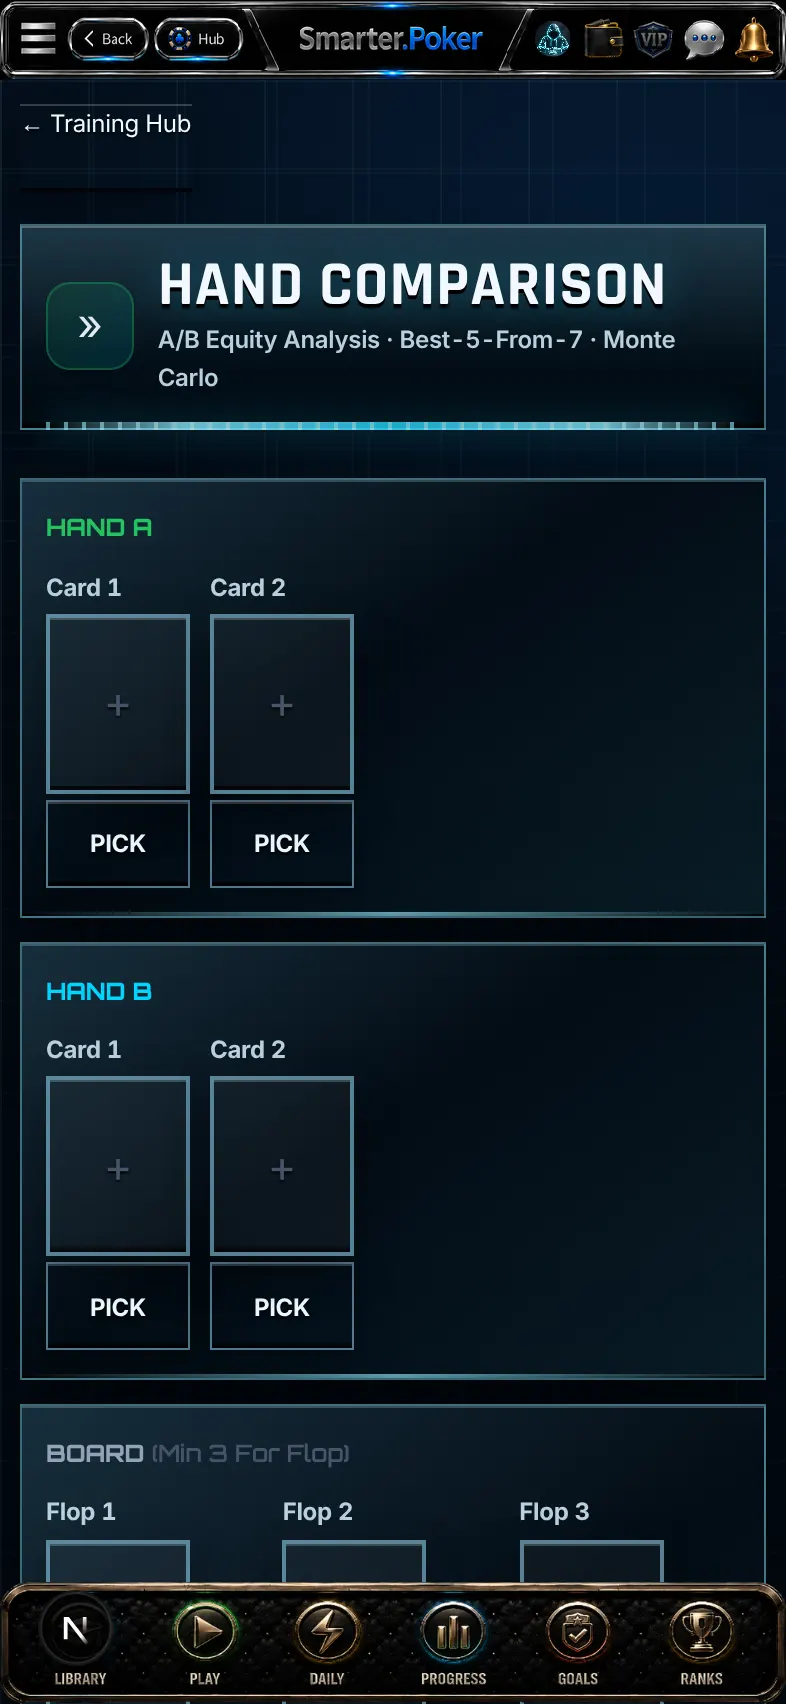 Back
Hub
Smarter.Poker
VIP
← Training Hub
»
HAND COMPARISON
A/B Equity Analysis · Best-5-From-7 · Monte
Carlo
HAND A
Card 1
Card 2
+
+
PICK
PICK
HAND B
Card 1
Card 2
+
+
PICK
PICK
BOARD (Min 3 For Flop)
Flop 1
Flop 2
Flop 3
N
LIBRARY
PLAY
DAILY
PROGRESS
GOALS
RANKS